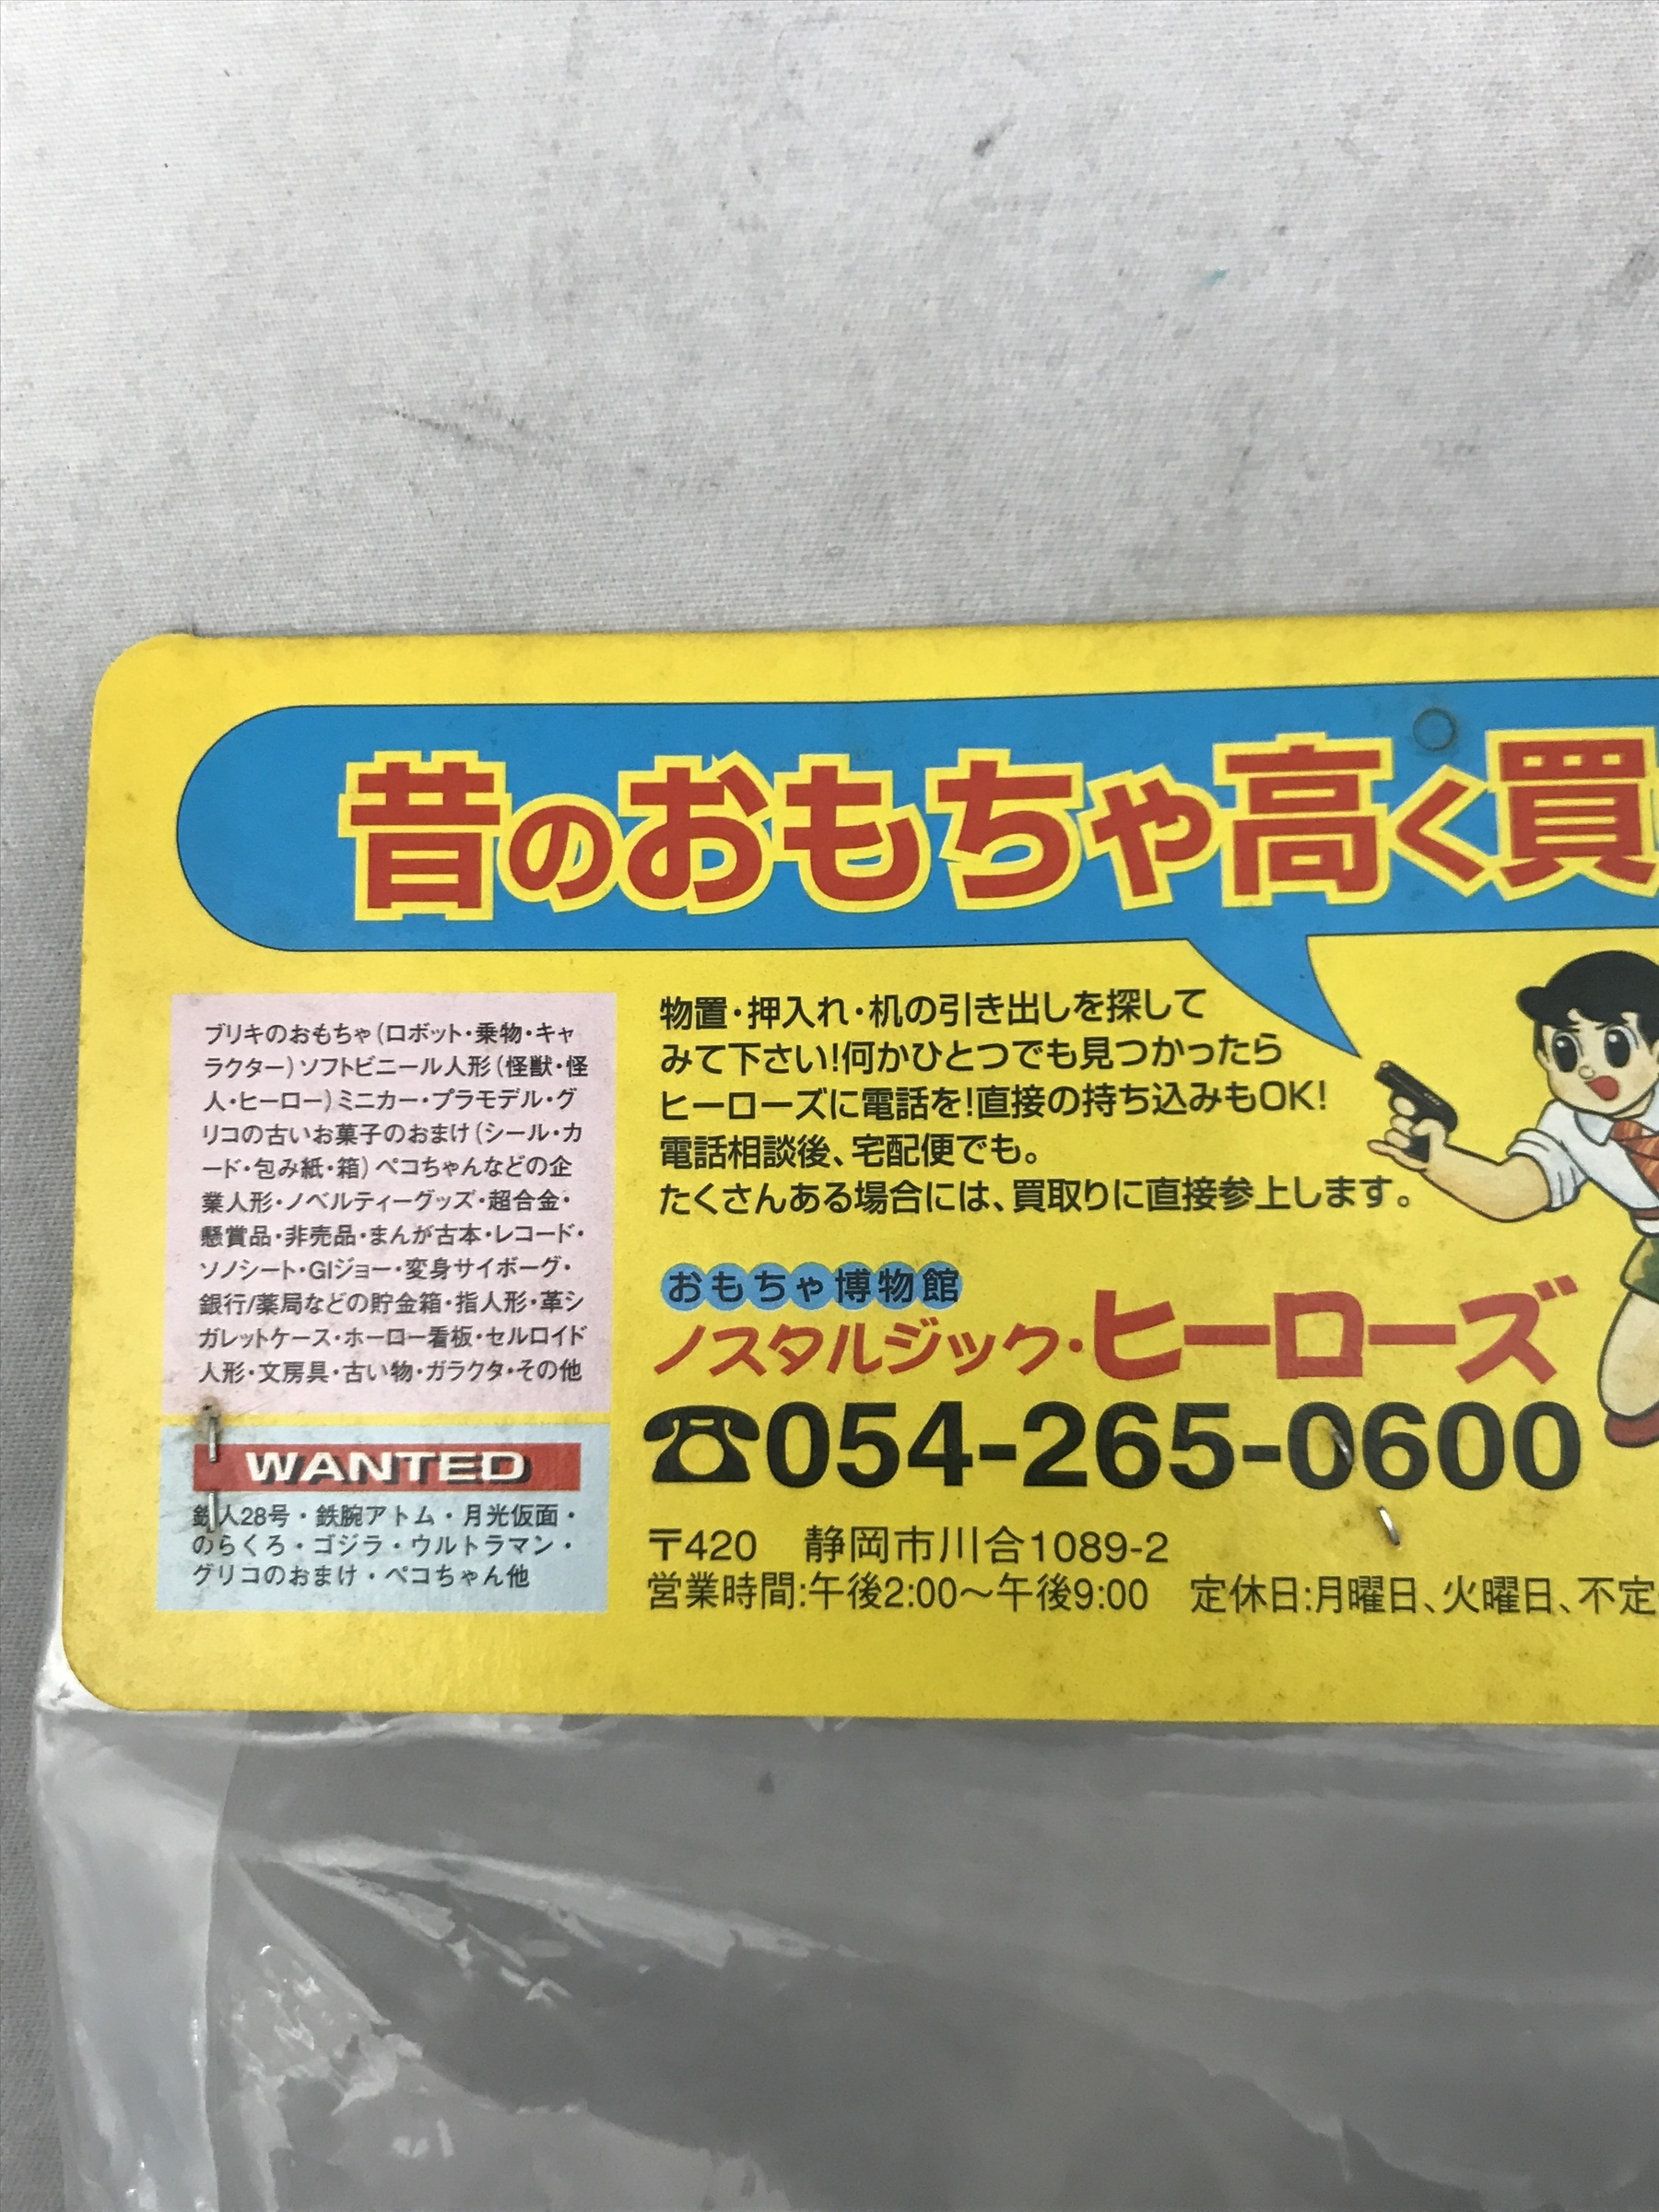 昔のおもちゃ高く買
ブリキのおもちゃ(ロボット・乗物・キャ
ラクター)ソフトビニール人形(怪獣・怪
人・ヒーロー)ミニカー・プラモデル・グ
リコの古いお菓子のおまけ(シール・カ
ード・包み紙・箱)ペコちゃんなどの企
業人形・ノベルティーグッズ・超合金・
懸賞品・非売品・まんが古本・レコード・
ソノシート・GIジョー・変身サイボーグ・
銀行/薬局などの貯金箱・指人形・革シ
ガレットケース・ホーロー看板・セルロイド
人形・文房具・古い物・ガラクタ・その他
WANTED
鉄人28号・鉄腕アトム・月光仮面・
のらくろ・ゴジラ・ウルトラマン・
グリコのおまけ・ペコちゃん他
物置・押入れ・机の引き出しを探して
みて下さい!何かひとつでも見つかったら
ヒーローズに電話を!直接の持ち込みもOK!
電話相談後、宅配便でも。
たくさんある場合には、買取りに直接参上します。
おもちゃ博物館
ノスタルジック・ヒーローズ
☎054-265-0600
〒420 静岡市川合1089-2
営業時間:午後2:00〜午後9:00 定休日:月曜日、火曜日、不定